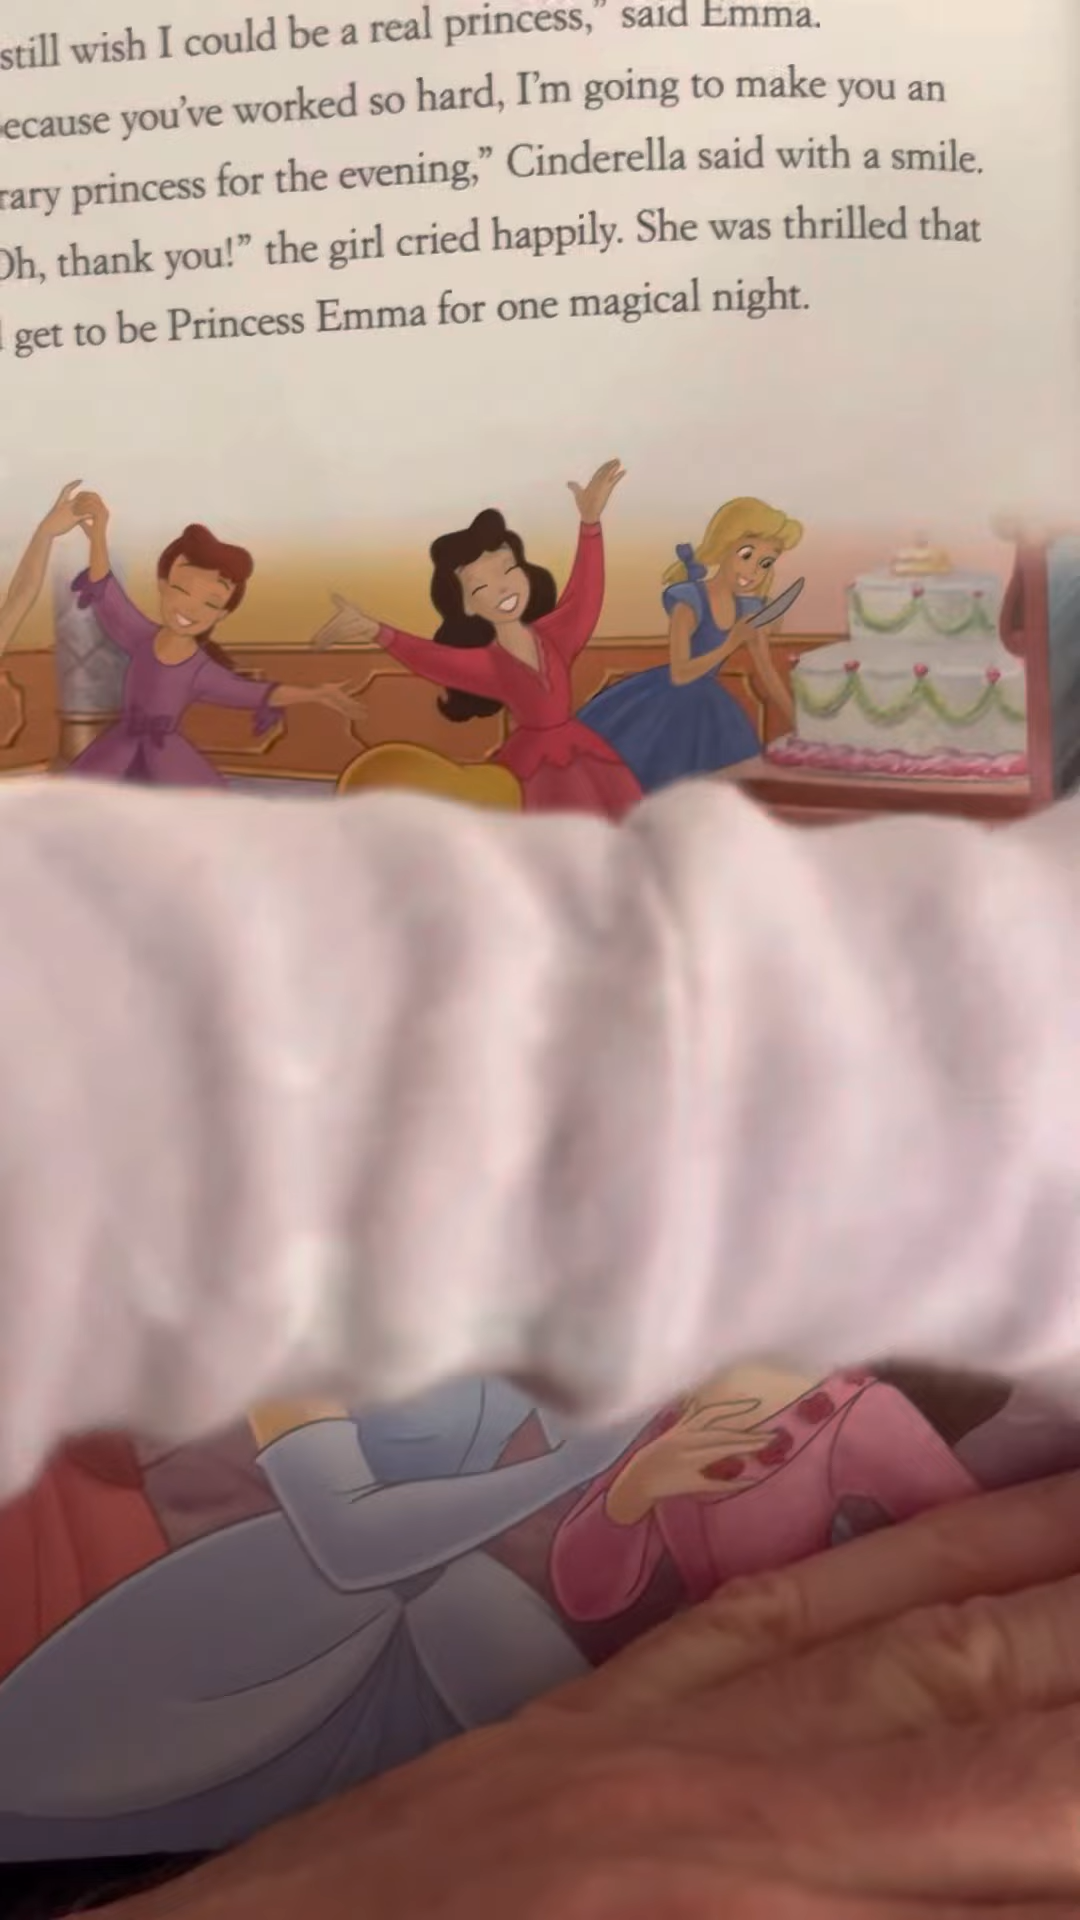 still wish I could be a real princess,” said Emma.
ecause you’ve worked so hard, I’m going to make you an
rary princess for the evening,” Cinderella said with a smile.
Oh, thank you!” the girl cried happily. She was thrilled that
get to be Princess Emma for one magical night.